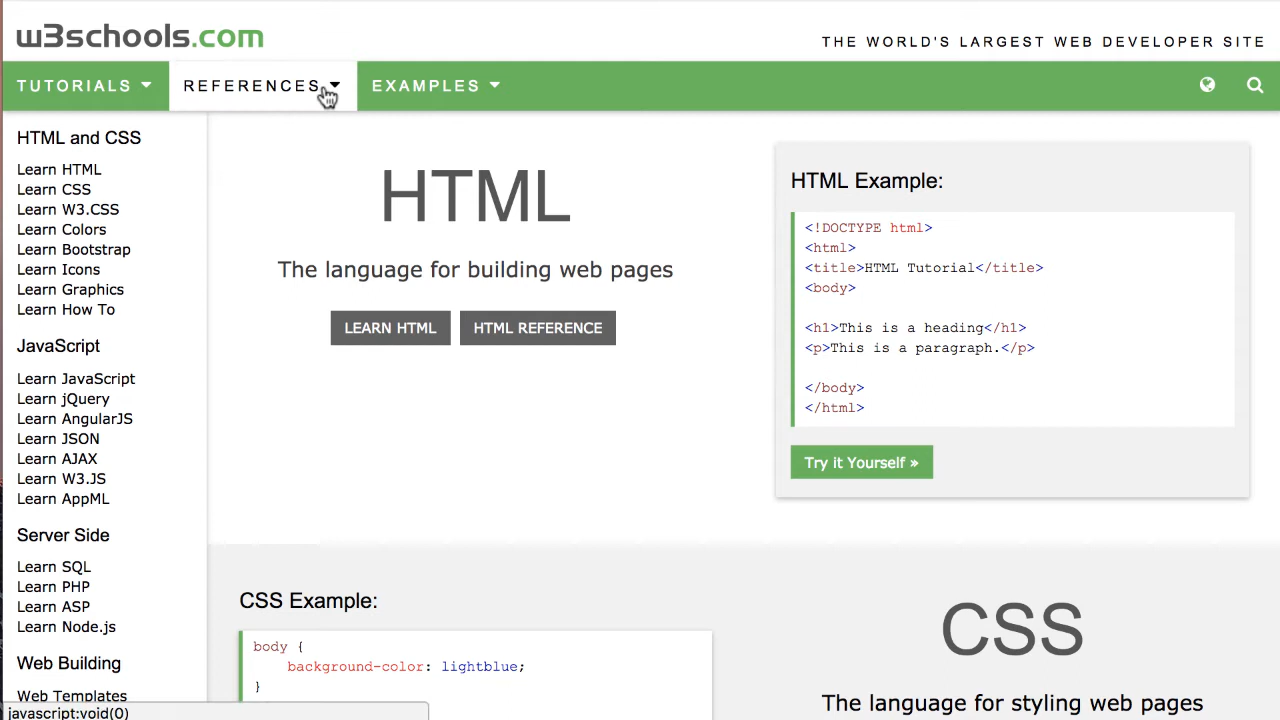 w3schools.com
THE WORLD'S LARGEST WEB DEVELOPER SITE
TUTORIALS
REFERENCES
EXAMPLES
HTML and CSS
Learn HTML
Learn CSS
Learn W3.CSS
Learn Colors
Learn Bootstrap
Learn Icons
Learn Graphics
Learn How To
JavaScript
Learn JavaScript
Learn jQuery
Learn AngularJS
Learn JSON
Learn AJAX
Learn W3.JS
Learn AppML
Server Side
Learn SQL
Learn PHP
Learn ASP
Learn Node.js
Web Building
Web Templates
javascript:void(0)
HTML
The language for building web pages
LEARN HTML
HTML REFERENCE
HTML Example:
<!DOCTYPE html>
<html>
<title>HTML Tutorial</title>
<body>
<h1>This is a heading</h1>
<p>This is a paragraph.</p>
</body>
</html>
Try it Yourself »
CSS Example:
body {
background-color: lightblue;
}
CSS
The language for styling web pages